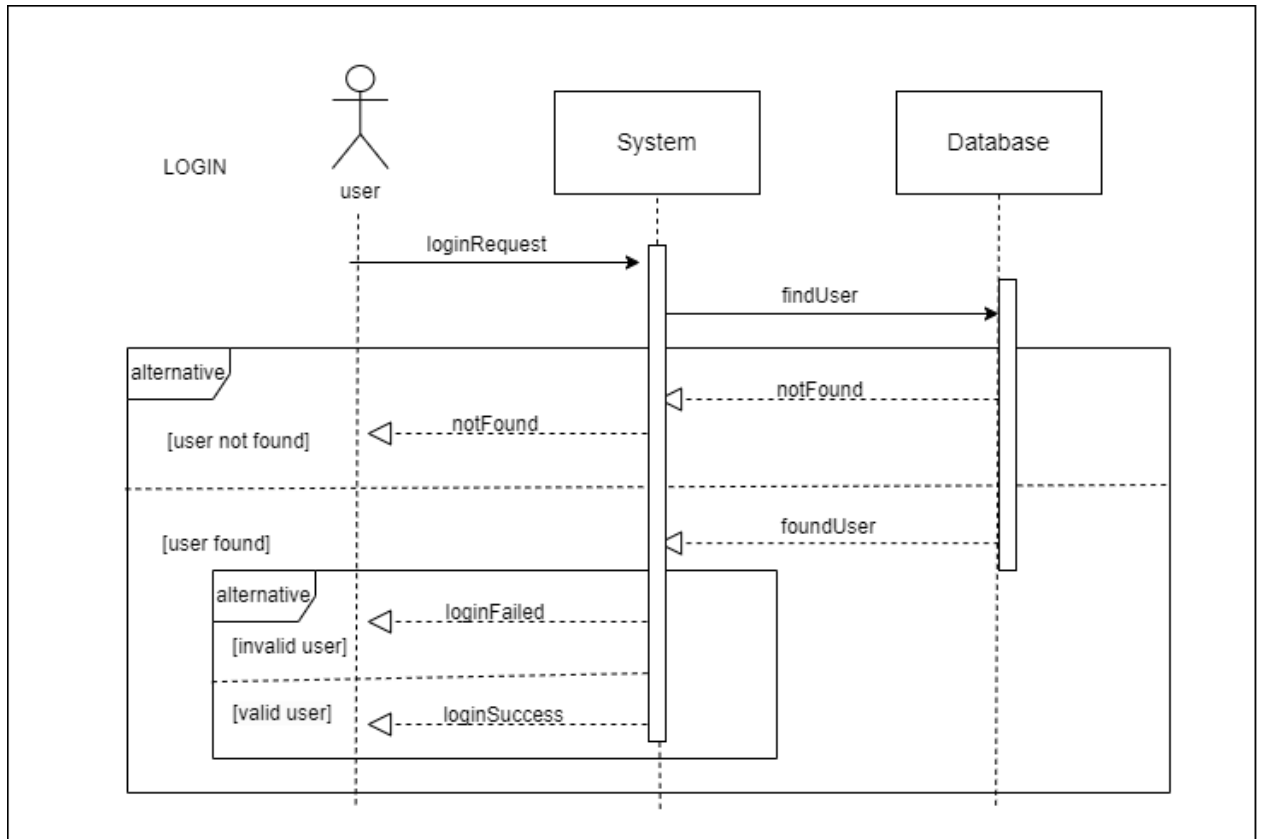 System
Database
LOGIN
user
loginRequest
findUser
alternative
notFound
notFound
[user not found]
foundUser
[user found]
alternative
loginFailed
[invalid user]
[valid user]
loginSuccess